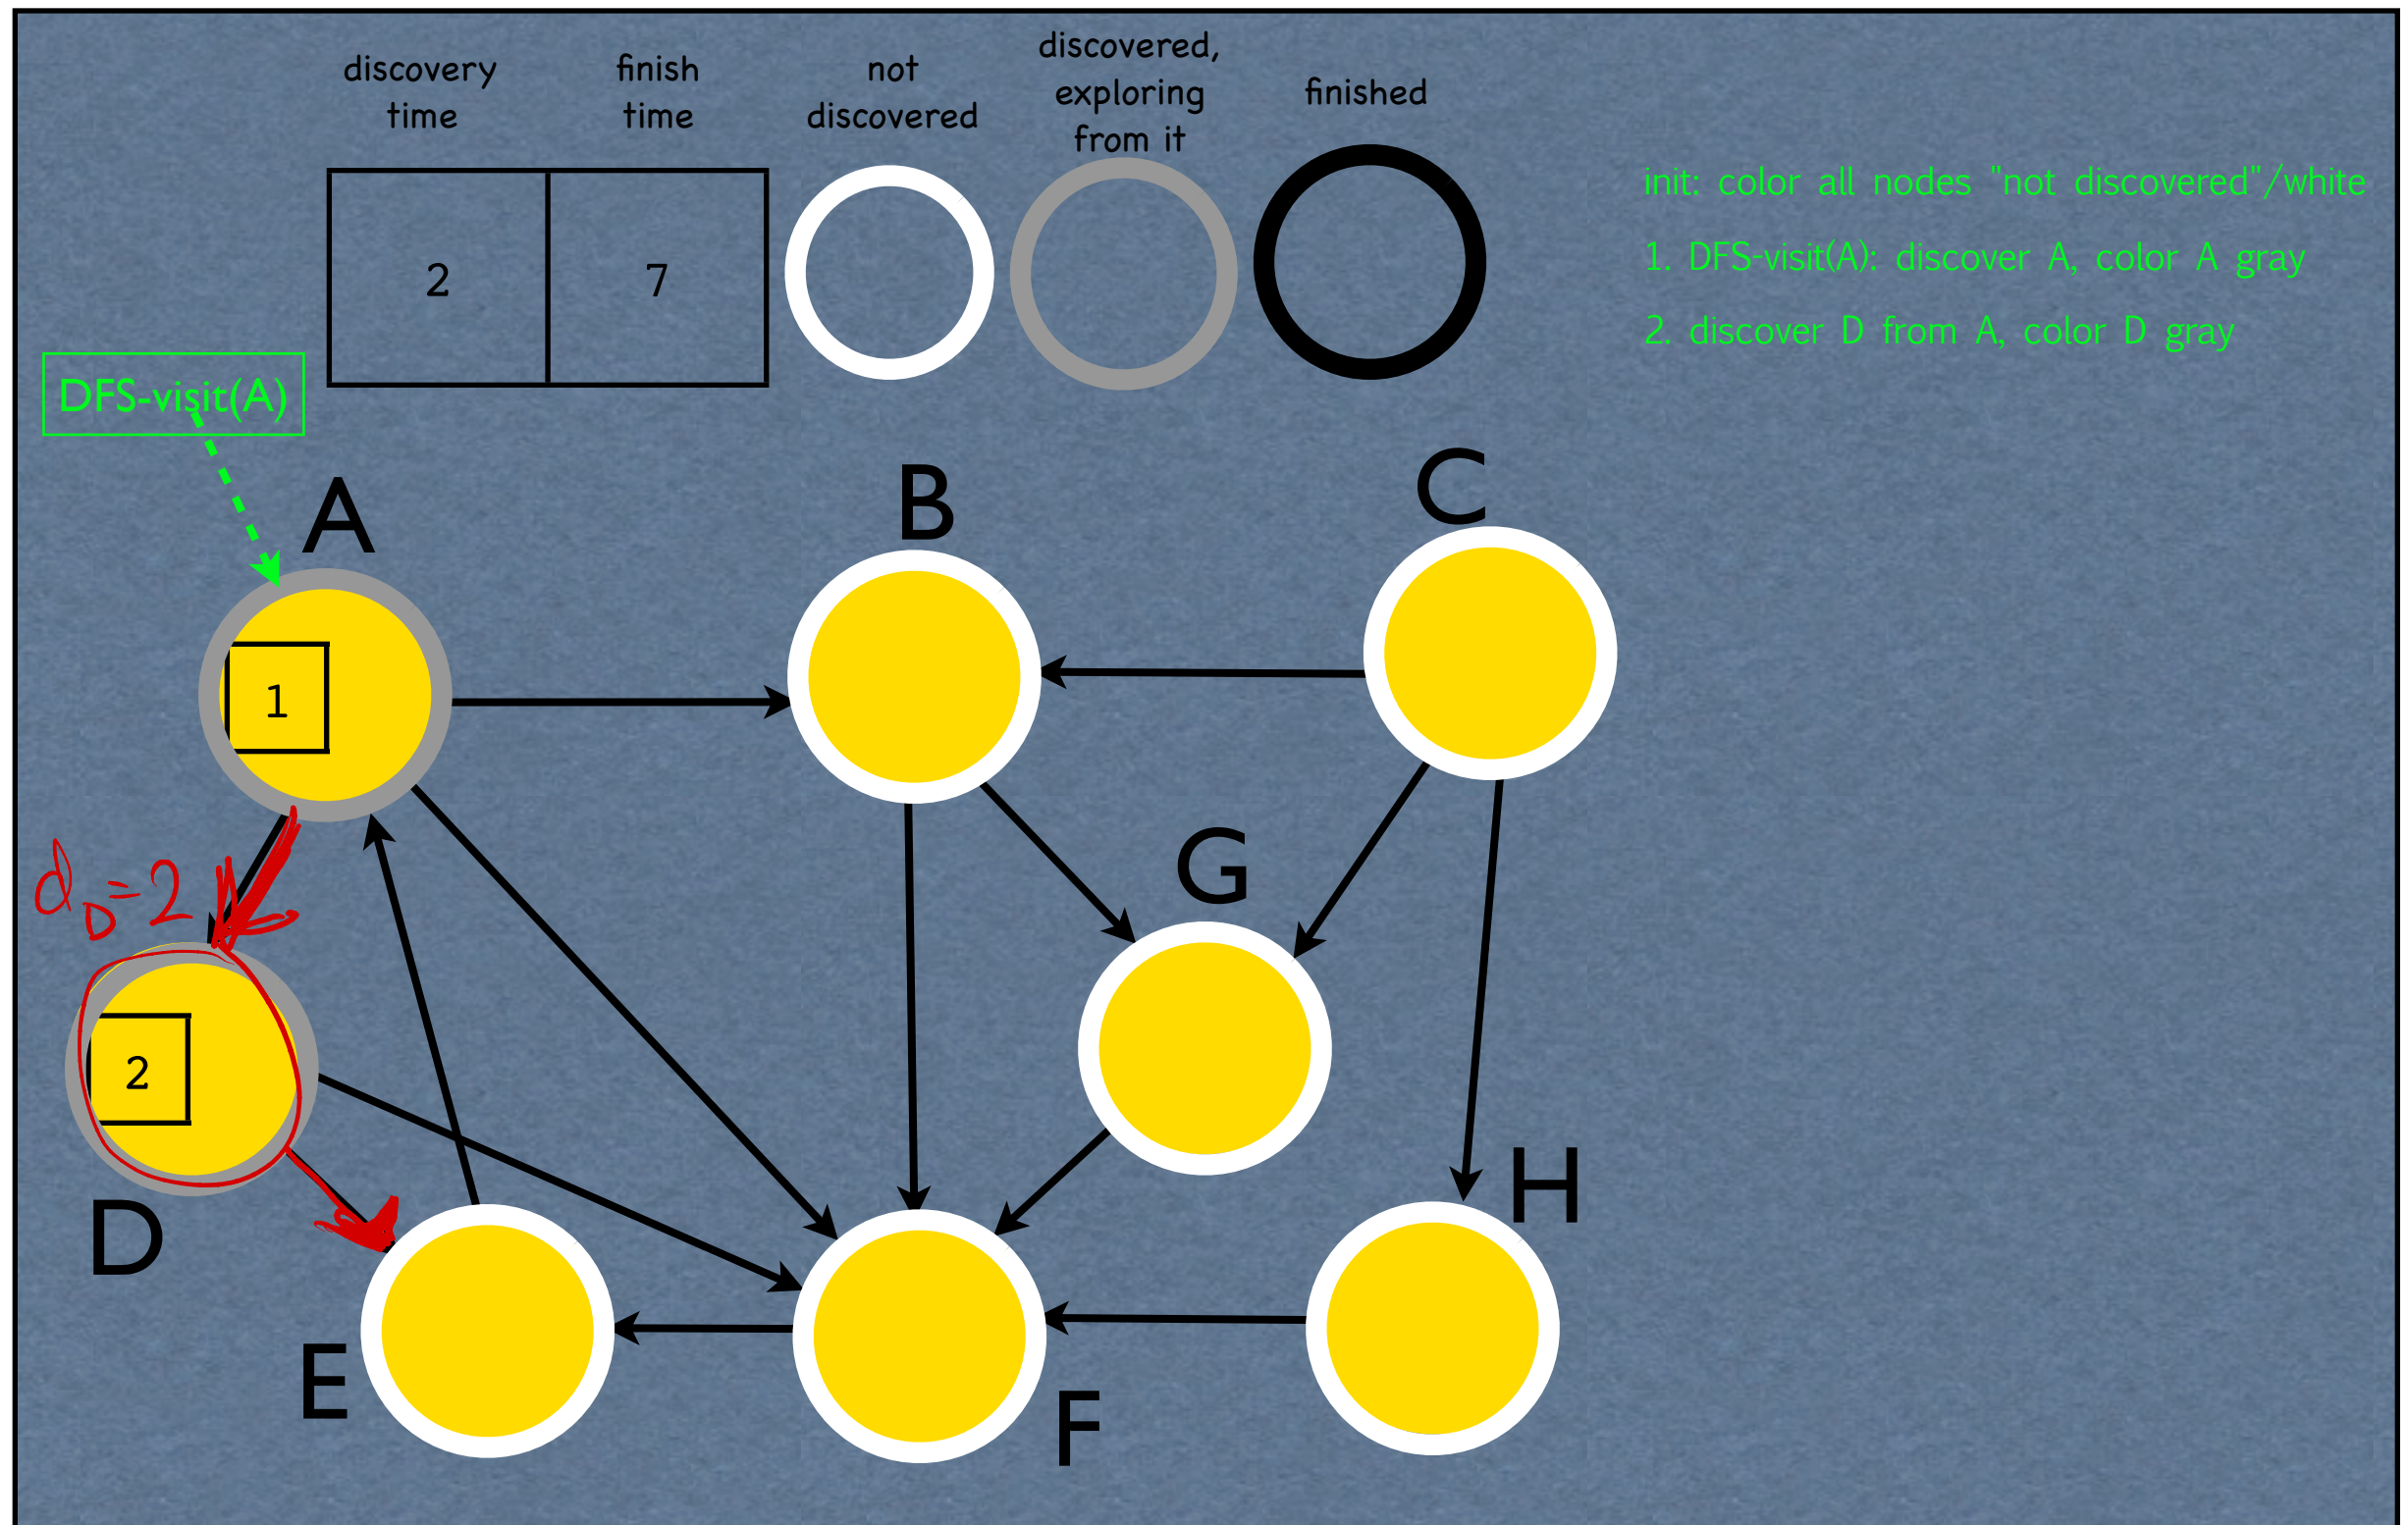 discovery
time
finish
time
not
discovered
discovered,
exploring
from it
finished
2
7
init: color all nodes "not discovered"/white
1. DFS-visit(A): discover A, color A gray
2. discover D from A, color D gray
DFS-visit(A)
A
B
C
1
d_D=2
G
2
D
H
E
F